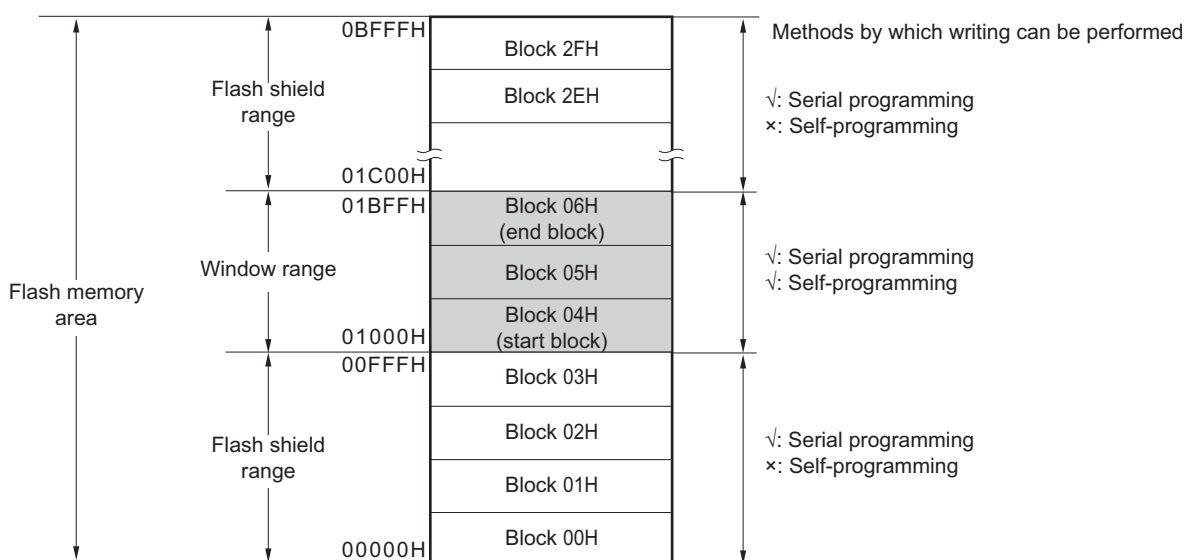 0BFFFH
Block 2FH
Methods by which writing can be performed
Flash shield
range
Block 2EH
√: Serial programming
×: Self-programming
01C00H
01BFFH
Block 06H
(end block)
Window range
Block 05H
√: Serial programming
√: Self-programming
Flash memory
area
Block 04H
(start block)
01000H
00FFFH
Block 03H
Flash shield
range
Block 02H
√: Serial programming
×: Self-programming
Block 01H
Block 00H
00000H